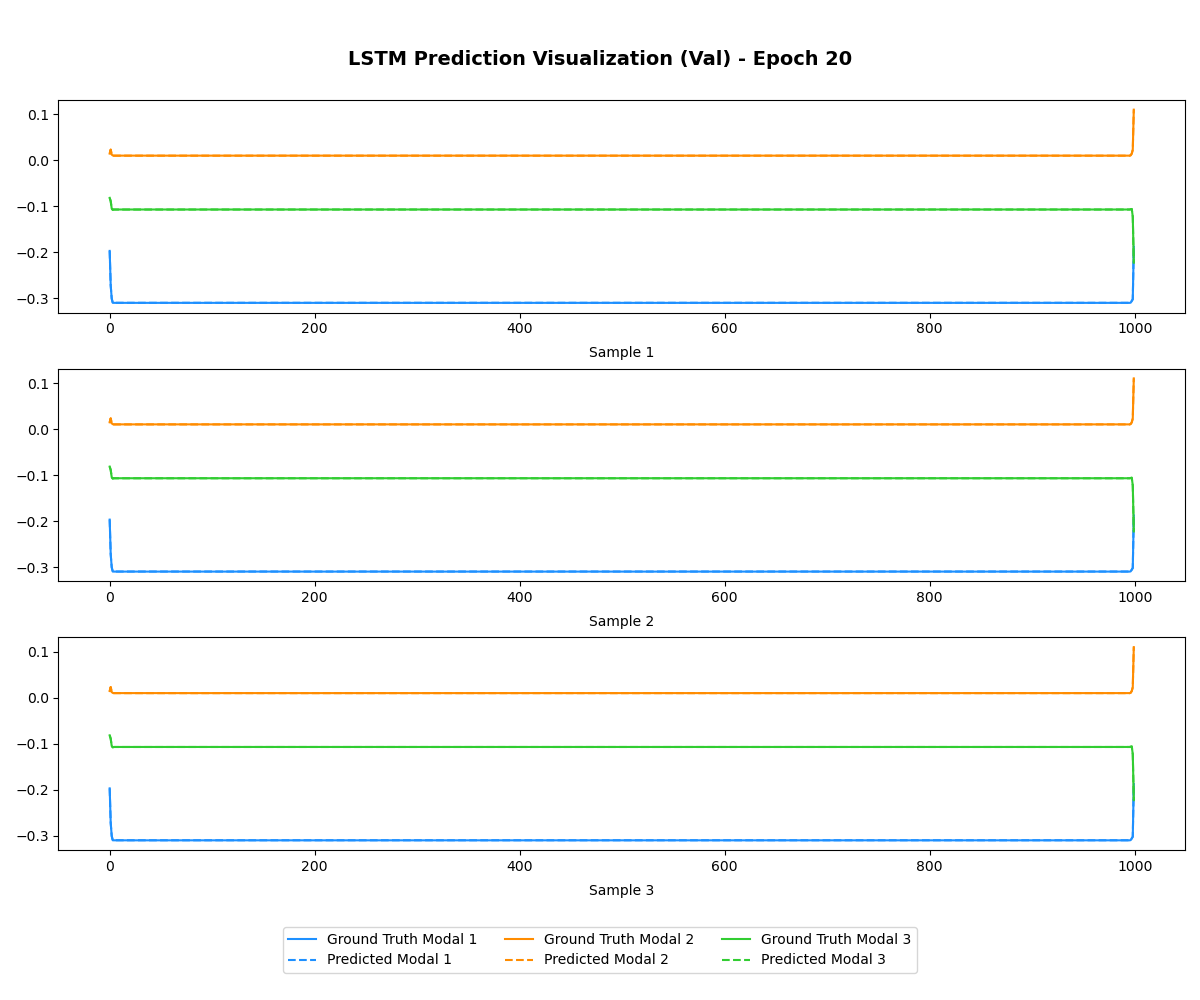 LSTM Prediction Visualization (Val) - Epoch 20
0.1
0.0
−0.1
−0.2
−0.3
0 200 400 600 800 1000
Sample 1
0.1
0.0
−0.1
−0.2
−0.3
0 200 400 600 800 1000
Sample 2
0.1
0.0
−0.1
−0.2
−0.3
0 200 400 600 800 1000
Sample 3
Ground Truth Modal 1 Ground Truth Modal 2 Ground Truth Modal 3
Predicted Modal 1 Predicted Modal 2 Predicted Modal 3